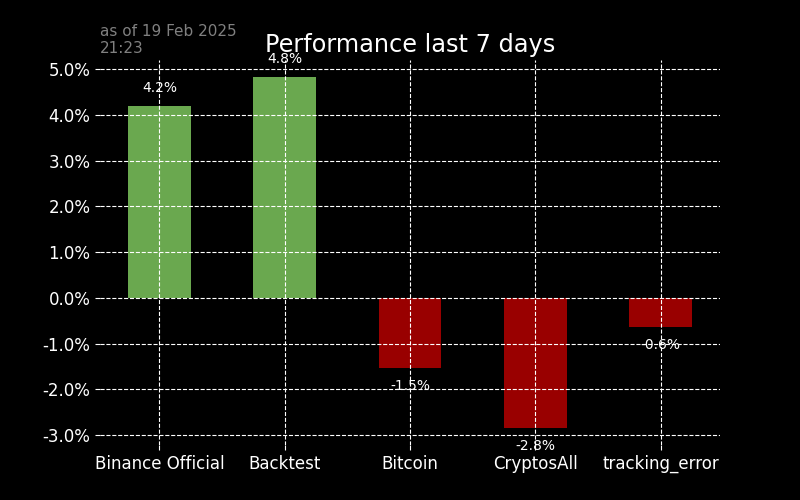 as of 19 Feb 2025
21:23
Performance last 7 days
5.0%
4.0%
3.0%
2.0%
1.0%
0.0%
-1.0%
-2.0%
-3.0%
4.2%
4.8%
-1.5%
-2.8%
-0.6%
Binance Official
Backtest
Bitcoin
CryptosAll
tracking_error